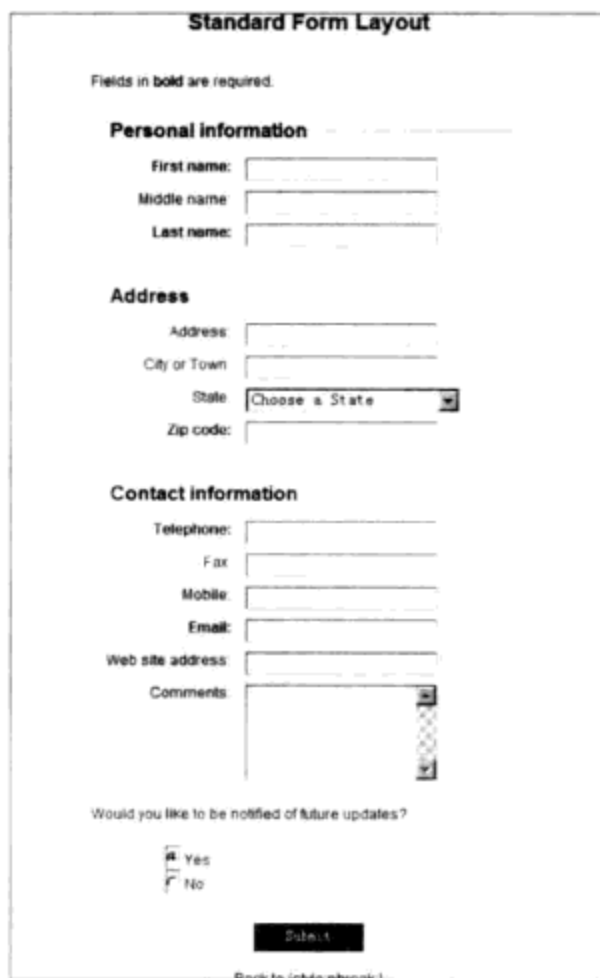 Standard Form Layout
Fields in bold are required.
Personal information
First name:
Middle name:
Last name:
Address
Address:
City or Town
State
Choose a State
Zip code:
Contact information
Telephone:
Fax
Mobile:
Email:
Web site address:
Comments:
Would you like to be notified of future updates?
Yes
No
Submit
Back to